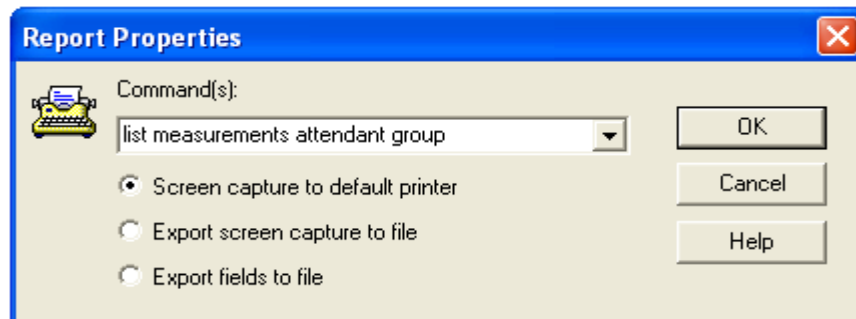 Report Properties
Command(s):
list measurements attendant group
OK
Screen capture to default printer
Cancel
Export screen capture to file
Help
Export fields to file